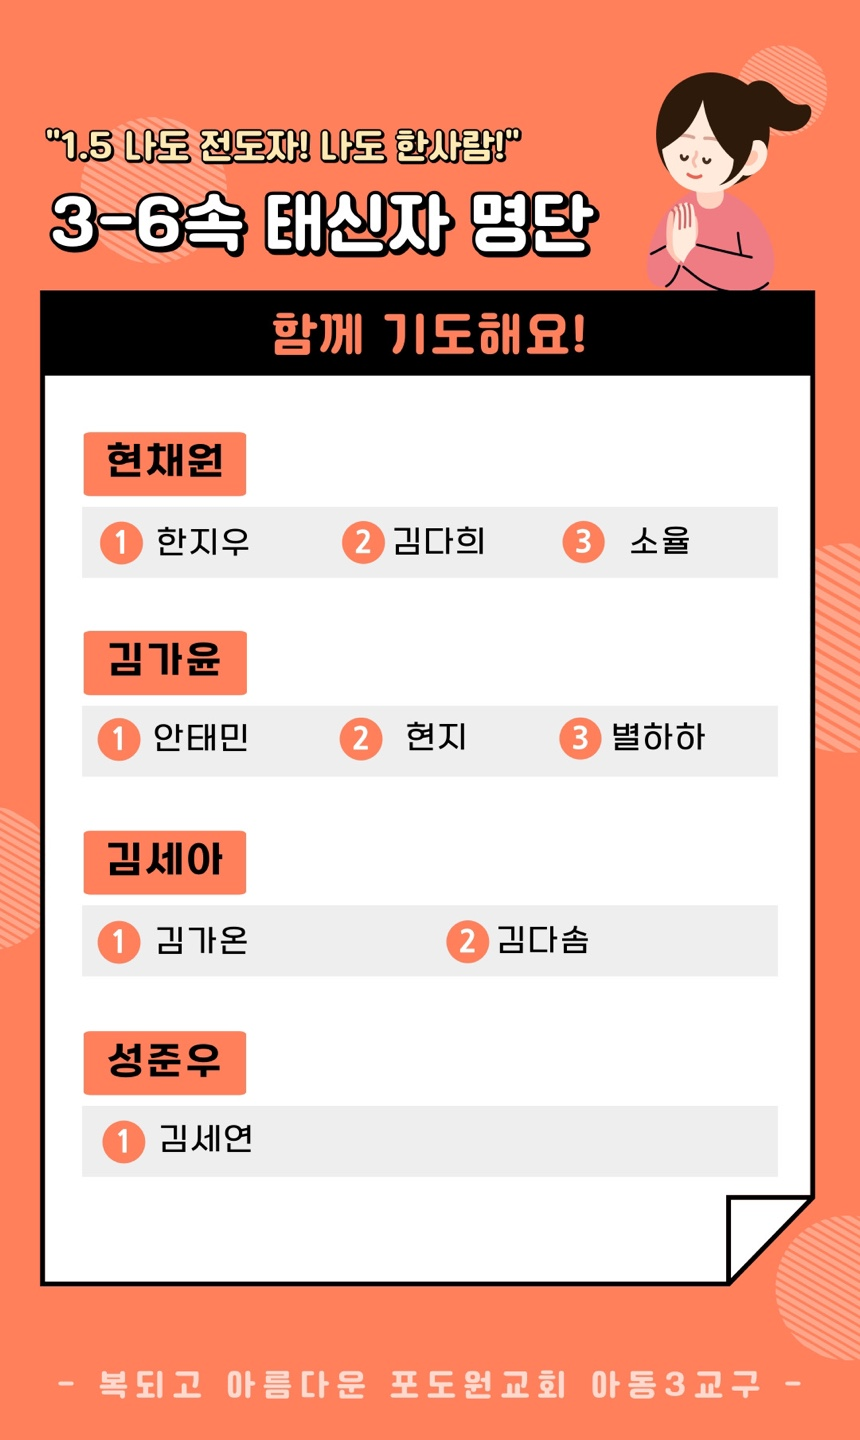 "1.5 나도 전도자! 나도 한사람!"
3-6속 태신자 명단
함께 기도해요!
현채원
1 한지우 2 김다희 3 소율
김가윤
1 안태민 2 현지 3 별하하
김세아
1 김가온 2 김다솜
성준우
1 김세연
- 복되고 아름다운 포도원교회 아동3교구 -